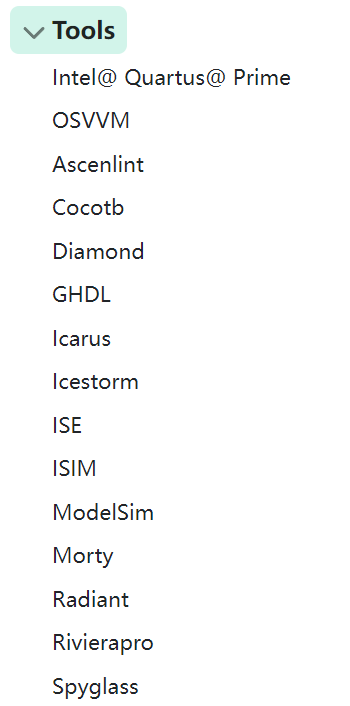 Tools
Intel@ Quartus@ Prime
OSVVM
Ascenlint
Cocotb
Diamond
GHDL
Icarus
Icestorm
ISE
ISIM
ModelSim
Morty
Radiant
Rivierapro
Spyglass